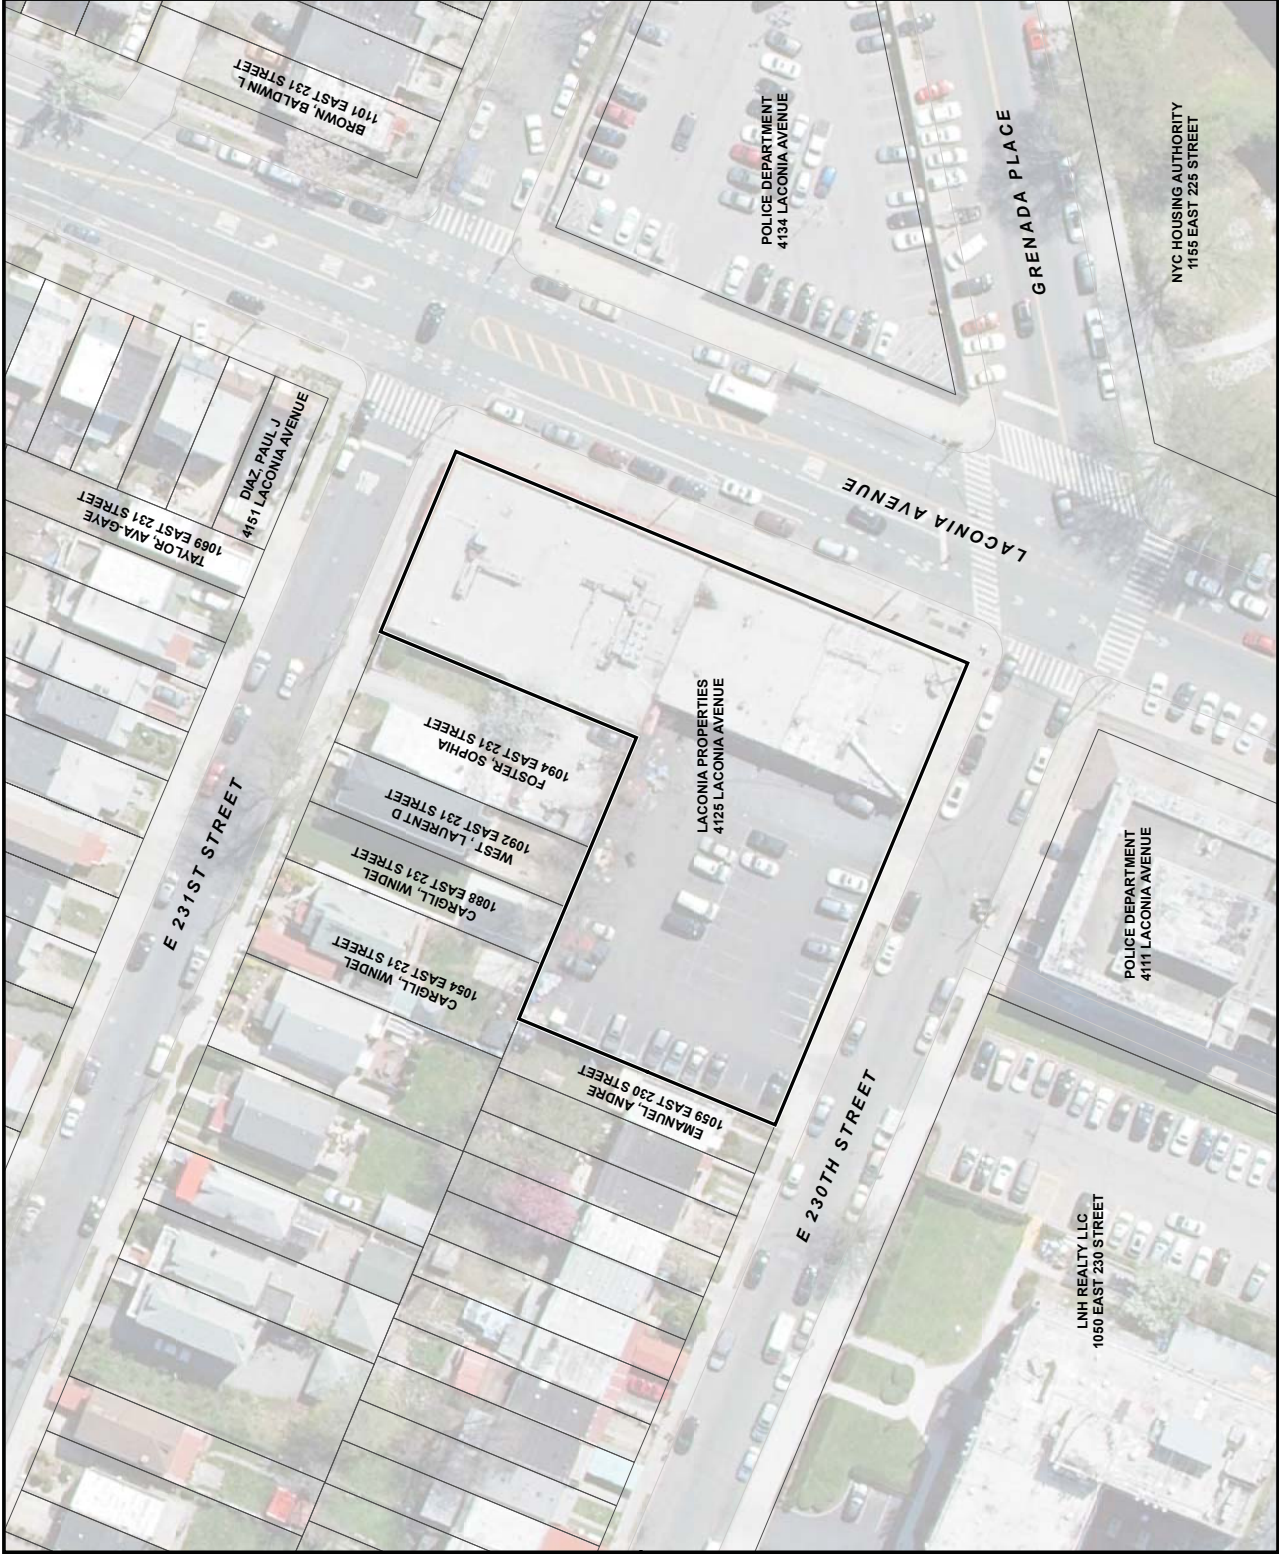 BROWN, BALDWIN L
1101 EAST 231 STREET
POLICE DEPARTMENT
4134 LACONIA AVENUE
GRENADA PLACE
NYC HOUSING AUTHORITY
1155 EAST 225 STREET
DIAZ, PAUL J
4151 LACONIA AVENUE
TAYLOR, AVA-GAYE
1069 EAST 231 STREET
LACONIA AVENUE
FOSTER, SOPHIA
1094 EAST 231 STREET
WEST, LAURENT D
1092 EAST 231 STREET
CARGILL, WINDEL
1088 EAST 231 STREET
CARGILL, WINDEL
1054 EAST 231 STREET
E 231ST STREET
LACONIA PROPERTIES
4125 LACONIA AVENUE
POLICE DEPARTMENT
4111 LACONIA AVENUE
EMANUEL, ANDRE
1059 EAST 230 STREET
E 230TH STREET
LNH REALTY LLC
1050 EAST 230 STREET